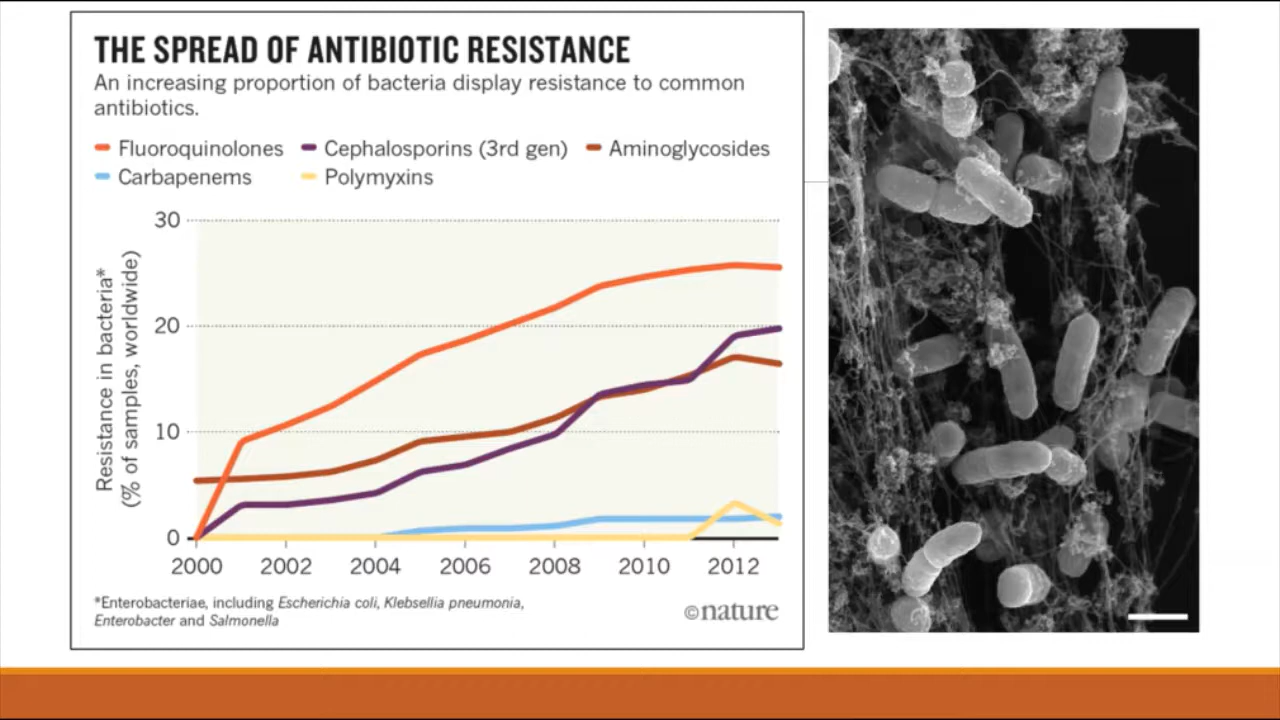 THE SPREAD OF ANTIBIOTIC RESISTANCE
An increasing proportion of bacteria display resistance to common
antibiotics.
Fluoroquinolones Cephalosporins (3rd gen) Aminoglycosides
Carbapenems Polymyxins
Resistance in bacteria*
(% of samples, worldwide)
30
20
10
0
2000 2002 2004 2006 2008 2010 2012
*Enterobacteriae, including Escherichia coli, Klebsellia pneumonia,
Enterobacter and Salmonella
©nature